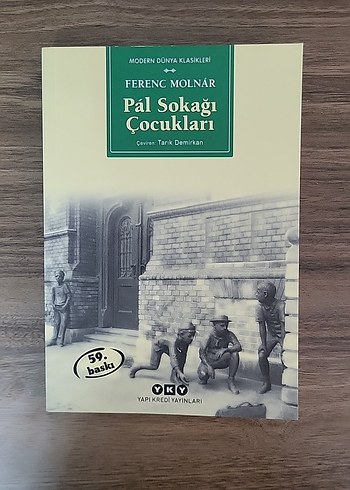 MODERN DÜNYA KLASİKLERİ
FERENC MOLNÁR
Pál Sokağı
Çocukları
Çeviren: Tarık Demirkan
59.
baskı
YKY
YAPI KREDİ YAYINLARI